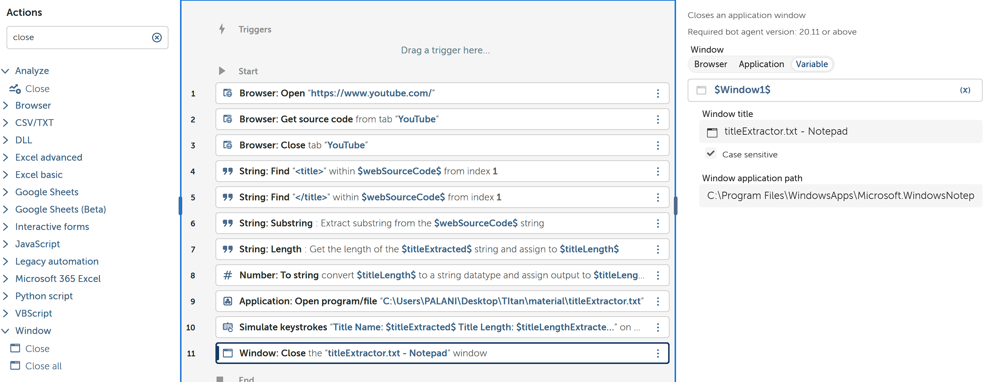 Actions
close
Analyze
Close
Browser
CSV/TXT
DLL
Excel advanced
Excel basic
Google Sheets
Google Sheets (Beta)
Interactive forms
JavaScript
Legacy automation
Microsoft 365 Excel
Python script
VBScript
Window
Close
Close all
Triggers
Drag a trigger here...
Start
1 Browser: Open “https://www.youtube.com/”
2 Browser: Get source code from tab “YouTube”
3 Browser: Close tab “YouTube”
4 String: Find “<title>” within $webSourceCode$ from index 1
5 String: Find “</title>” within $webSourceCode$ from index 1
6 String: Substring : Extract substring from the $webSourceCode$ string
7 String: Length : Get the length of the $titleExtracted$ string and assign to $titleLength$
8 # Number: To string convert $titleLength$ to a string datatype and assign output to $titleLeng...
9 Application: Open program/file “C:\Users\PALANI\Desktop\TItan\material\titleExtractor.txt”
10 Simulate keystrokes “Title Name: $titleExtracted$ Title Length: $titleLengthExtracte...” on ...
11 Window: Close the “titleExtractor.txt - Notepad” window
End
Closes an application window
Required bot agent version: 20.11 or above
Window
Browser Application Variable
$Window1$ (x)
Window title
titleExtractor.txt - Notepad
Case sensitive
Window application path
C:\Program Files\WindowsApps\Microsoft.WindowsNotep